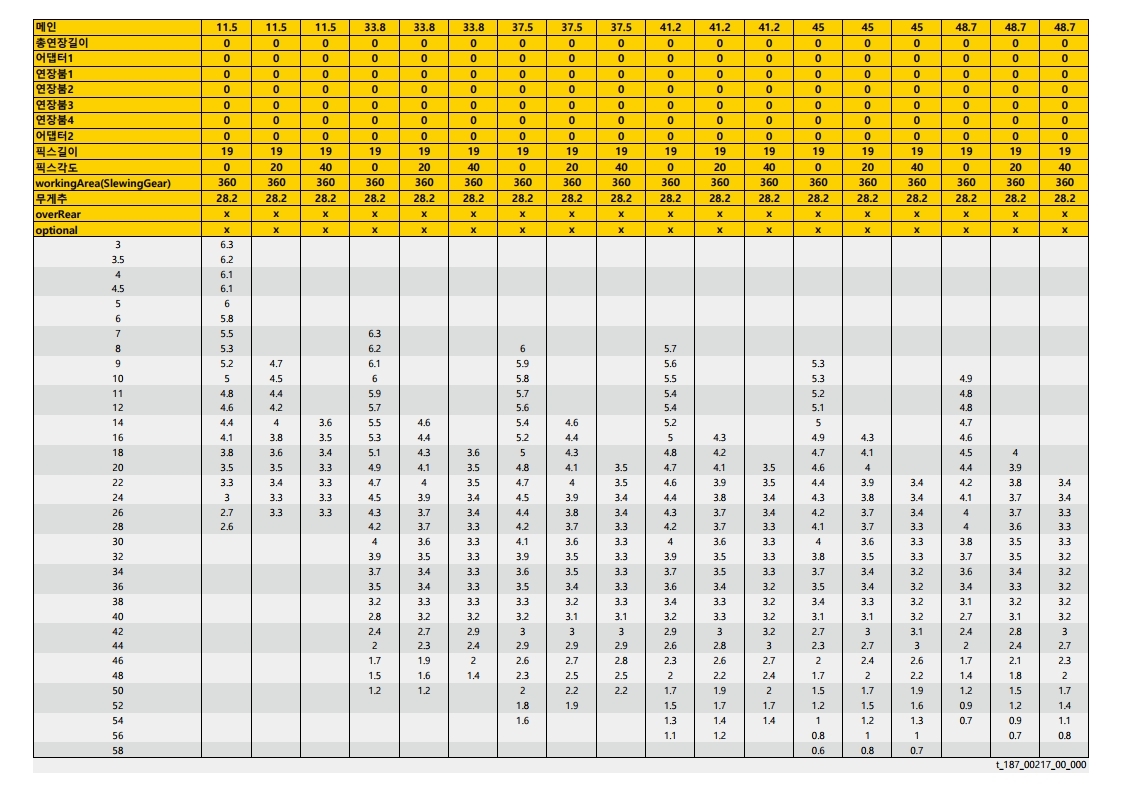 메인 11.5 11.5 11.5 33.8 33.8 33.8 37.5 37.5 37.5 41.2 41.2 41.2 45 45 45 48.7 48.7 48.7
총연장길이 0 0 0 0 0 0 0 0 0 0 0 0 0 0 0 0 0 0
어댑터1 0 0 0 0 0 0 0 0 0 0 0 0 0 0 0 0 0 0
연장붐1 0 0 0 0 0 0 0 0 0 0 0 0 0 0 0 0 0 0
연장붐2 0 0 0 0 0 0 0 0 0 0 0 0 0 0 0 0 0 0
연장붐3 0 0 0 0 0 0 0 0 0 0 0 0 0 0 0 0 0 0
연장붐4 0 0 0 0 0 0 0 0 0 0 0 0 0 0 0 0 0 0
어댑터2 0 0 0 0 0 0 0 0 0 0 0 0 0 0 0 0 0 0
픽스길이 19 19 19 19 19 19 19 19 19 19 19 19 19 19 19 19 19 19
픽스각도 0 20 40 0 20 40 0 20 40 0 20 40 0 20 40 0 20 40
workingArea(SlewingGear) 360 360 360 360 360 360 360 360 360 360 360 360 360 360 360 360 360 360
무게추 28.2 28.2 28.2 28.2 28.2 28.2 28.2 28.2 28.2 28.2 28.2 28.2 28.2 28.2 28.2 28.2 28.2 28.2
overRear x x x x x x x x x x x x x x x x x x
optional x x x x x x x x x x x x x x x x x x
3 6.3
3.5 6.2
4 6.1
4.5 6.1
5 6
6 5.8
7 5.5 6.3
8 5.3 6.2 6 5.7
9 5.2 4.7 6.1 5.9 5.6 5.3
10 5 4.5 6 5.8 5.5 5.3 4.9
11 4.8 4.4 5.9 5.7 5.4 5.2 4.8
12 4.6 4.2 5.7 5.6 5.4 5.1 4.8
14 4.4 4 3.6 5.5 4.6 5.4 4.6 5.2 5 4.7
16 4.1 3.8 3.5 5.3 4.4 5.2 4.4 5 4.3 4.9 4.3 4.6
18 3.8 3.6 3.4 5.1 4.3 3.6 5 4.3 4.8 4.2 4.7 4.1 4.5 4
20 3.5 3.5 3.3 4.9 4.1 3.5 4.8 4.1 3.5 4.7 4.1 3.5 4.6 4 4.4 3.9
22 3.3 3.4 3.3 4.7 4 3.5 4.7 4 3.5 4.6 3.9 3.5 4.4 3.9 3.4 4.2 3.8 3.4
24 3 3.3 3.3 4.5 3.9 3.4 4.5 3.9 3.4 4.4 3.8 3.4 4.3 3.8 3.4 4.1 3.7 3.4
26 2.7 3.3 3.3 4.3 3.7 3.4 4.4 3.8 3.4 4.3 3.7 3.4 4.2 3.7 3.4 4 3.7 3.3
28 2.6 4.2 3.7 3.3 4.2 3.7 3.3 4.2 3.7 3.3 4.1 3.7 3.3 4 3.6 3.3
30 4 3.6 3.3 4.1 3.6 3.3 4 3.6 3.3 4 3.6 3.3 3.8 3.5 3.3
32 3.9 3.5 3.3 3.9 3.5 3.3 3.9 3.5 3.3 3.8 3.5 3.3 3.7 3.5 3.2
34 3.7 3.4 3.3 3.6 3.5 3.3 3.7 3.5 3.3 3.7 3.4 3.2 3.6 3.4 3.2
36 3.5 3.4 3.3 3.5 3.4 3.3 3.6 3.4 3.2 3.5 3.4 3.2 3.4 3.3 3.2
38 3.2 3.3 3.3 3.3 3.2 3.3 3.4 3.3 3.2 3.4 3.3 3.2 3.1 3.2 3.2
40 2.8 3.2 3.2 3.2 3.1 3.1 3.2 3.3 3.2 3.1 3.1 3.2 2.7 3.1 3.2
42 2.4 2.7 2.9 3 3 3 2.9 3 3.2 2.7 3 3.1 2.4 2.8 3
44 2 2.3 2.4 2.9 2.9 2.9 2.6 2.8 3 2.3 2.7 3 2 2.4 2.7
46 1.7 1.9 2 2.6 2.7 2.8 2.3 2.6 2.7 2 2.4 2.6 1.7 2.1 2.3
48 1.5 1.6 1.4 2.3 2.5 2.5 2 2.2 2.4 1.7 2 2.2 1.4 1.8 2
50 1.2 1.2 2 2.2 2.2 1.7 1.9 2 1.5 1.7 1.9 1.2 1.5 1.7
52 1.8 1.9 1.5 1.7 1.7 1.2 1.5 1.6 0.9 1.2 1.4
54 1.6 1.3 1.4 1.4 1 1.2 1.3 0.7 0.9 1.1
56 1.1 1.2 0.8 1 1 0.7 0.8
58 0.6 0.8 0.7
t_187_00217_00_000